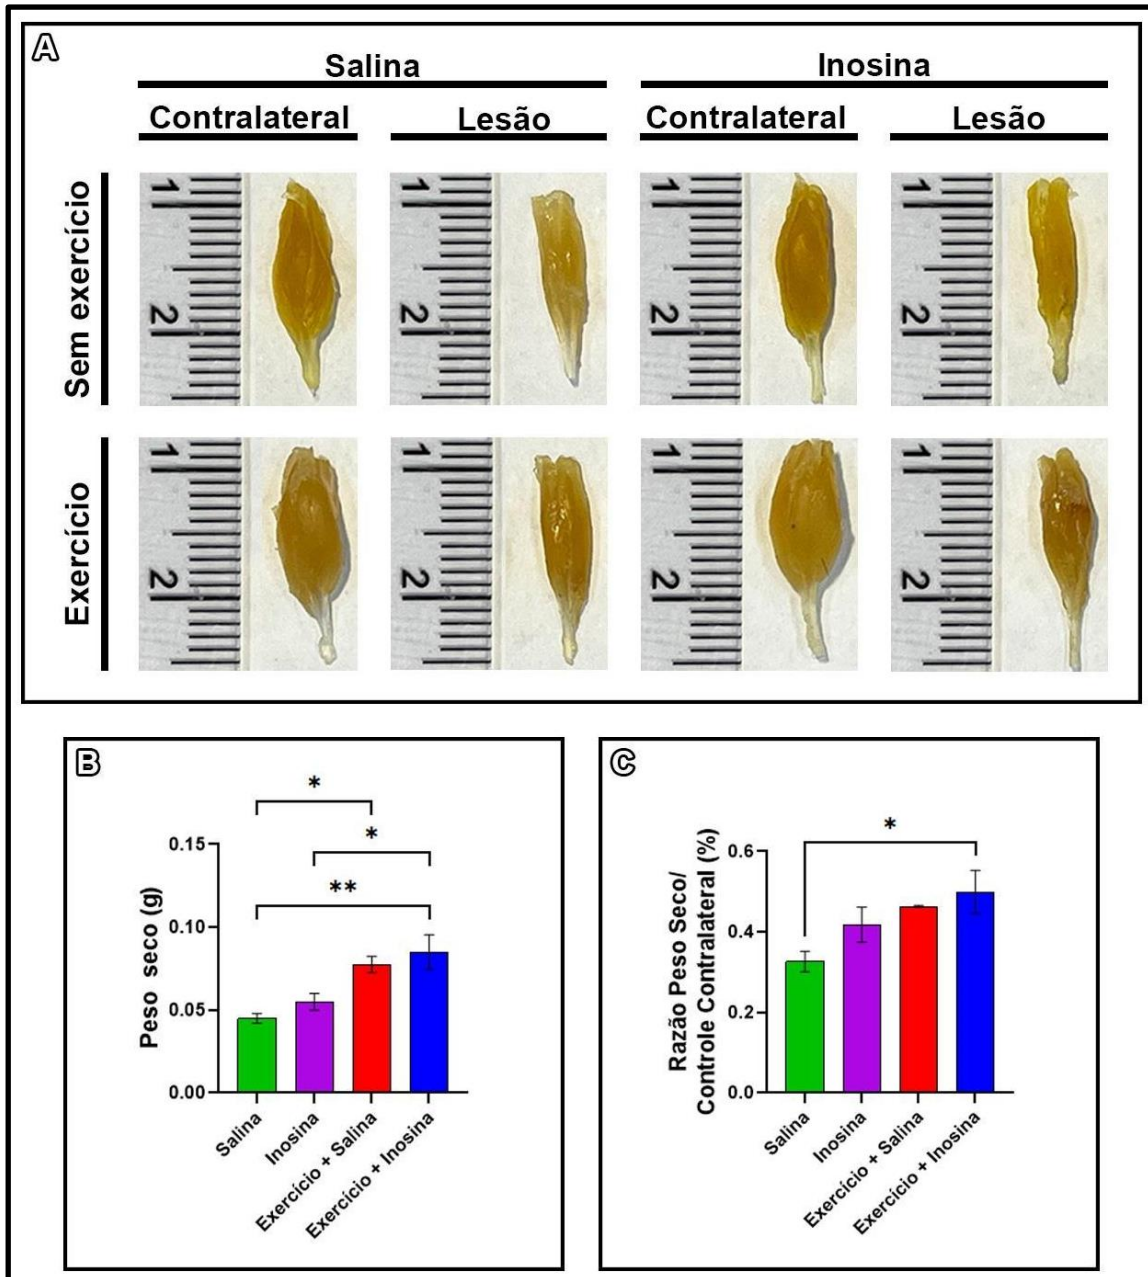 A
Salina Inosina
Contralateral Lesão Contralateral Lesão
Sem exercício
1 2 1 2 1 2 1 2
Exercício
1 2 1 2 1 2 1 2
B
*
*
**
Peso seco (g)
0.15
0.10
0.05
0.00
Salina
Inosina
Exercício + Salina
Exercício + Inosina
C
*
Razão Peso Seco/
Controle Contralateral (%)
0.6
0.4
0.2
0.0
Salina
Inosina
Exercício + Salina
Exercício + Inosina